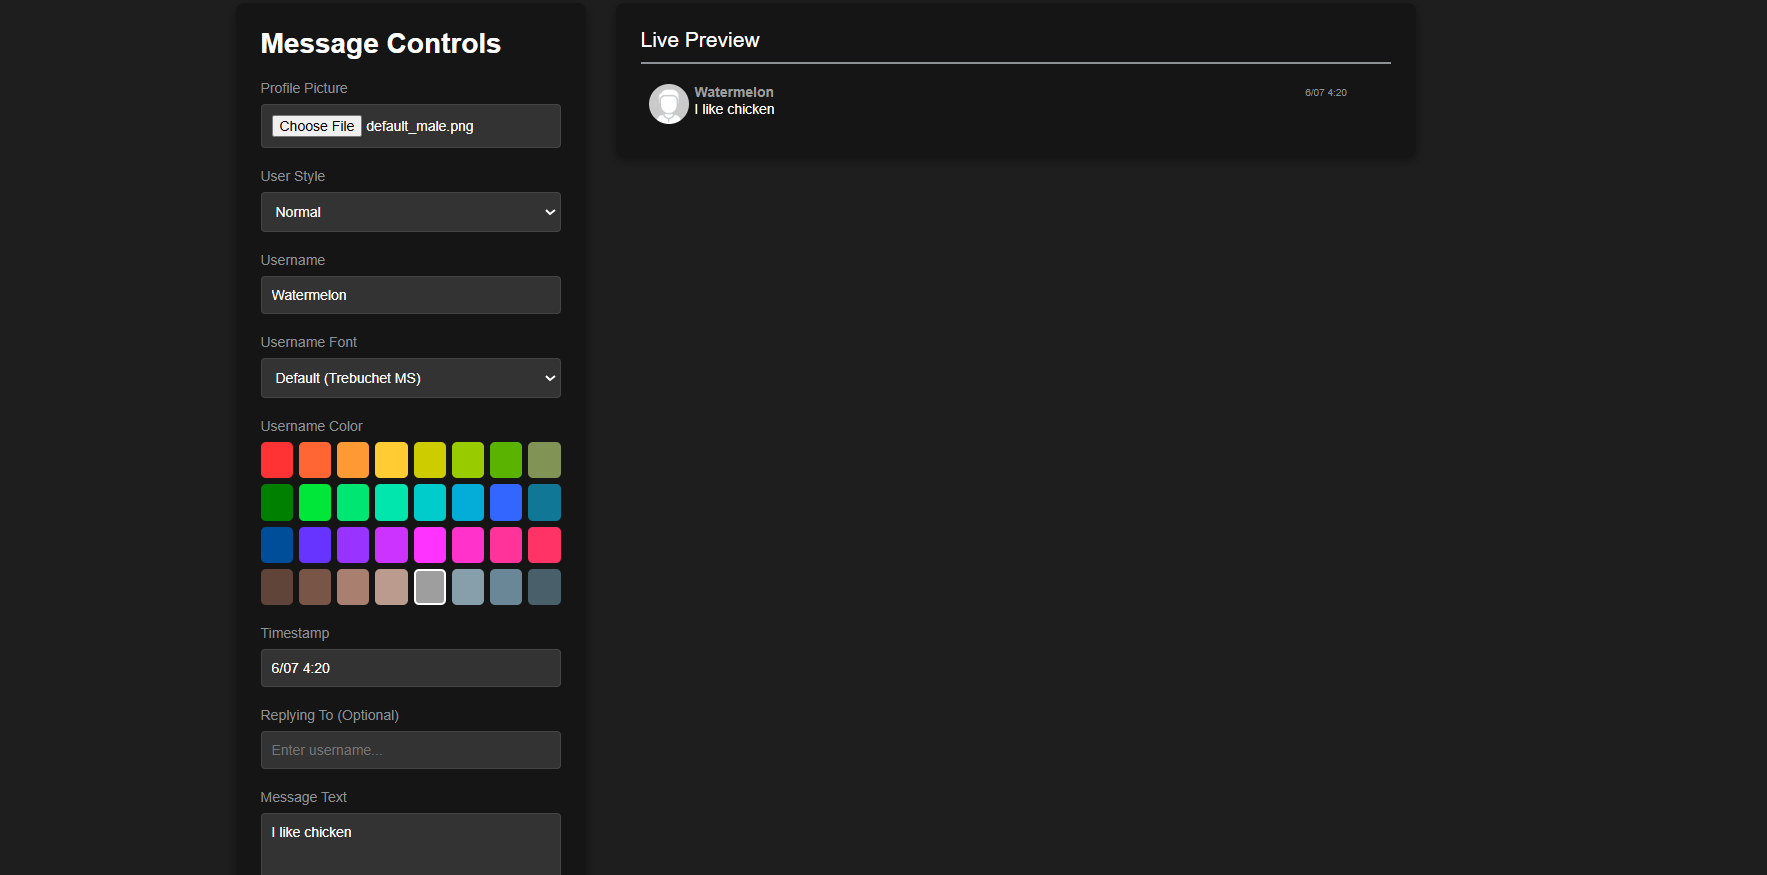 Message Controls
Profile Picture
Choose File default_male.png
User Style
Normal
Username
Watermelon
Username Font
Default (Trebuchet MS)
Username Color
Timestamp
6/07 4:20
Replying To (Optional)
Enter username...
Message Text
I like chicken
Live Preview
Watermelon 6/07 4:20
I like chicken